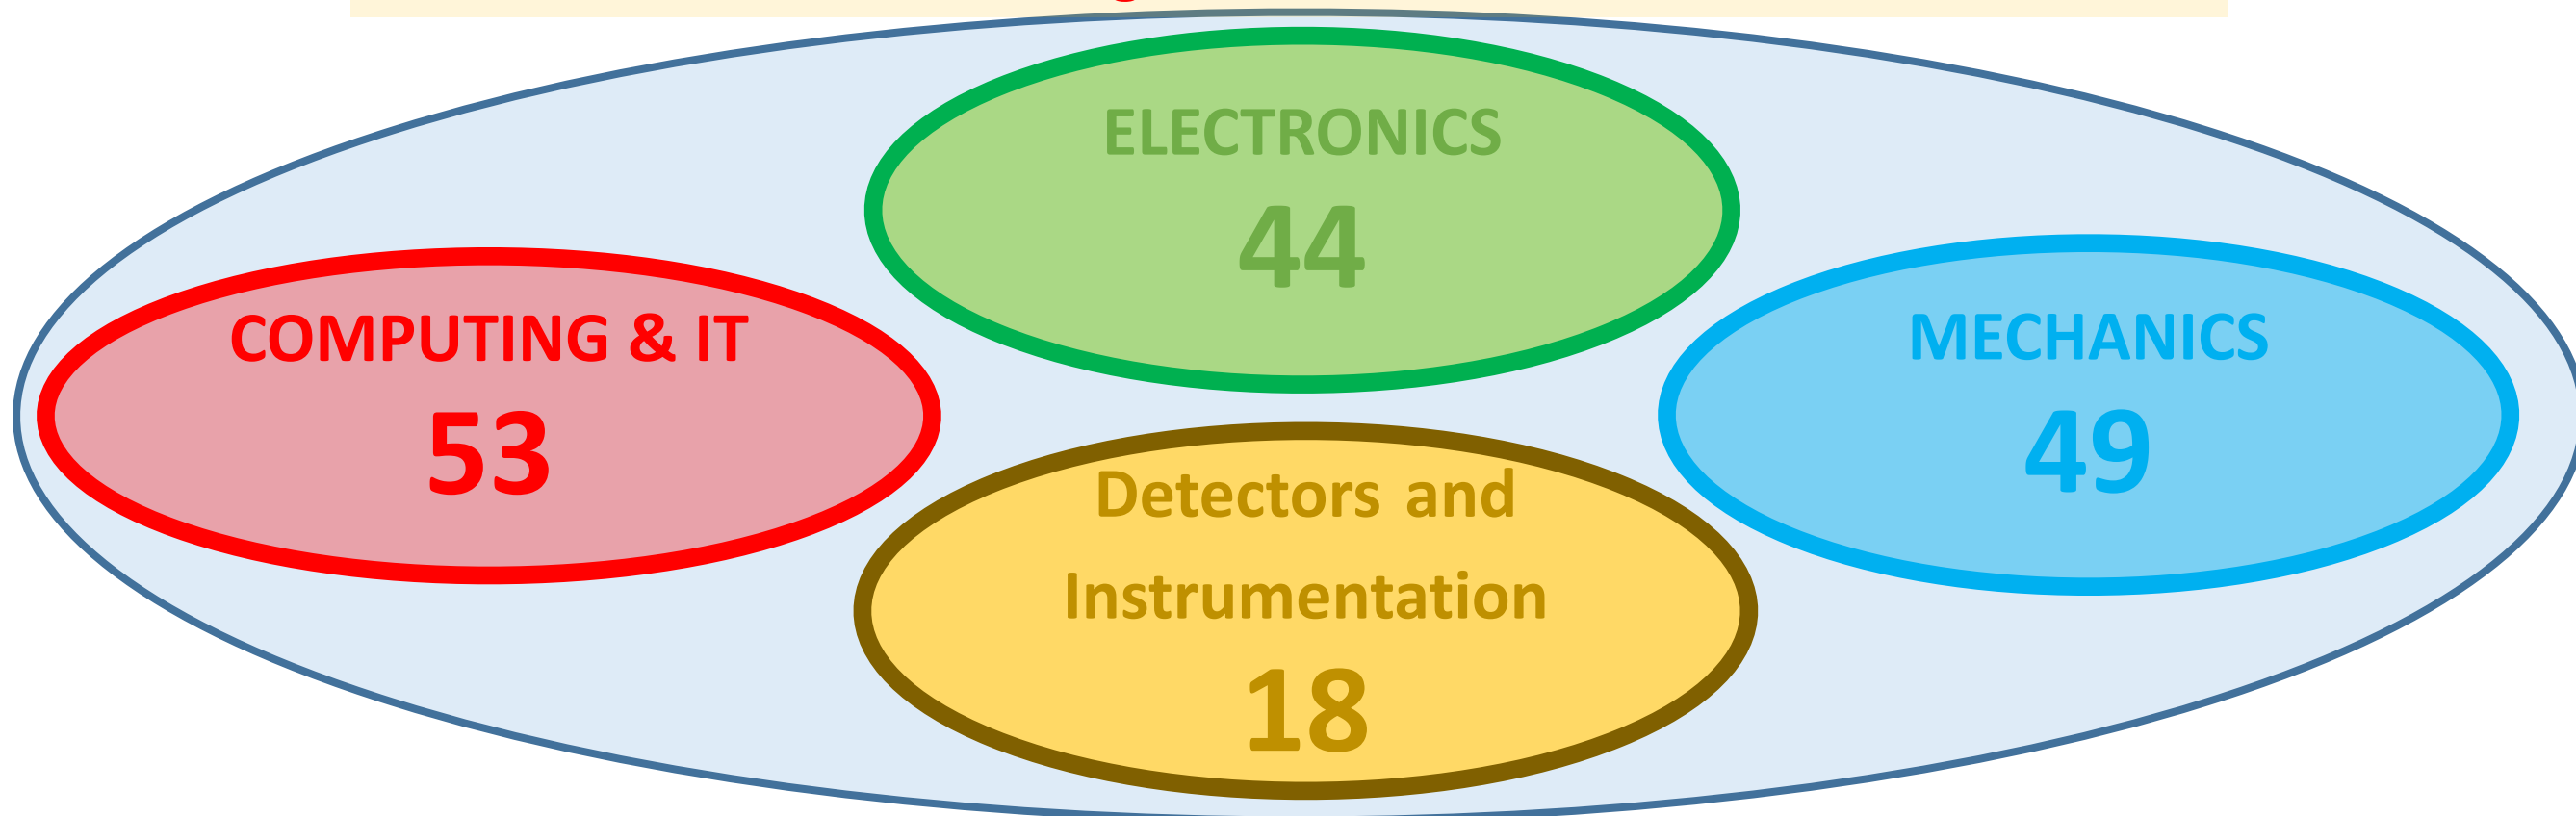 ELECTRONICS
44
COMPUTING & IT
53
MECHANICS
49
Detectors and
Instrumentation
18